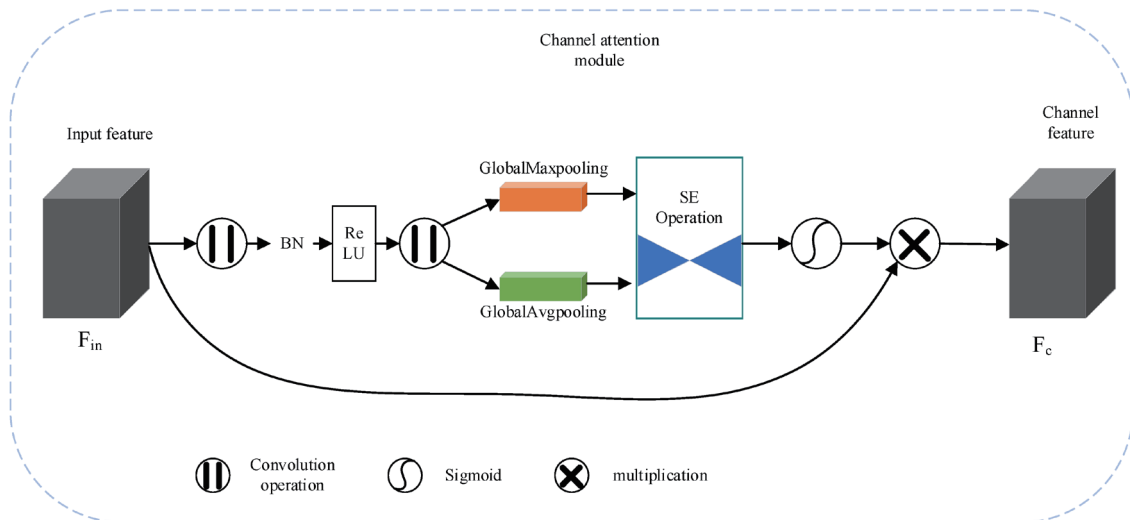 Channel attention
module
Input feature
Channel
feature
GlobalMaxpooling
SE
Operation
BN
Re
LU
GlobalAvgpooling
F_in
F_c
Convolution
operation
Sigmoid
multiplication